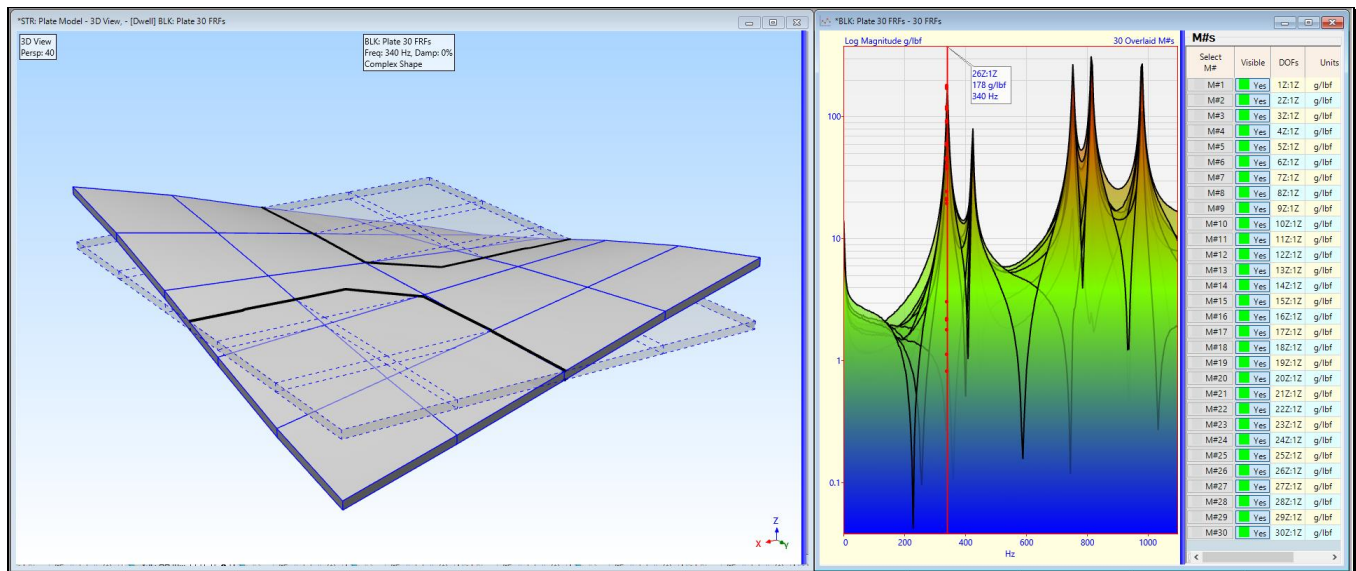 *STR: Plate Model - 3D View, - [Dwell] BLK: Plate 30 FRFs
3D View
Persp: 40
BLK: Plate 30 FRFs
Freq: 340 Hz, Damp: 0%
Complex Shape
Z
X
Y
*BLK: Plate 30 FRFs - 30 FRFs
Log Magnitude g/lbf
30 Overlaid M#s
26Z:1Z
178 g/lbf
340 Hz
100
10
1
0.1
0 200 400 600 800 1000
Hz
M#s
Select M# Visible DOFs Units
M#1 Yes 1Z:1Z g/lbf
M#2 Yes 2Z:1Z g/lbf
M#3 Yes 3Z:1Z g/lbf
M#4 Yes 4Z:1Z g/lbf
M#5 Yes 5Z:1Z g/lbf
M#6 Yes 6Z:1Z g/lbf
M#7 Yes 7Z:1Z g/lbf
M#8 Yes 8Z:1Z g/lbf
M#9 Yes 9Z:1Z g/lbf
M#10 Yes 10Z:1Z g/lbf
M#11 Yes 11Z:1Z g/lbf
M#12 Yes 12Z:1Z g/lbf
M#13 Yes 13Z:1Z g/lbf
M#14 Yes 14Z:1Z g/lbf
M#15 Yes 15Z:1Z g/lbf
M#16 Yes 16Z:1Z g/lbf
M#17 Yes 17Z:1Z g/lbf
M#18 Yes 18Z:1Z g/lbf
M#19 Yes 19Z:1Z g/lbf
M#20 Yes 20Z:1Z g/lbf
M#21 Yes 21Z:1Z g/lbf
M#22 Yes 22Z:1Z g/lbf
M#23 Yes 23Z:1Z g/lbf
M#24 Yes 24Z:1Z g/lbf
M#25 Yes 25Z:1Z g/lbf
M#26 Yes 26Z:1Z g/lbf
M#27 Yes 27Z:1Z g/lbf
M#28 Yes 28Z:1Z g/lbf
M#29 Yes 29Z:1Z g/lbf
M#30 Yes 30Z:1Z g/lbf